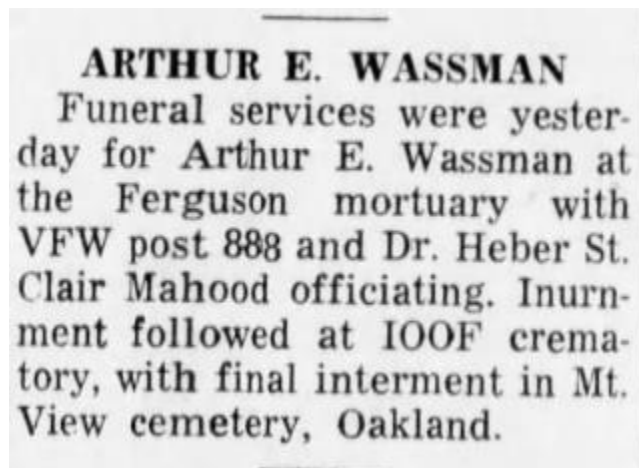 ARTHUR E. WASSMAN
Funeral services were yester-
day for Arthur E. Wassman at
the Ferguson mortuary with
VFW post 888 and Dr. Heber St.
Clair Mahood officiating. Inurn-
ment followed at IOOF crema-
tory, with final interment in Mt.
View cemetery, Oakland.